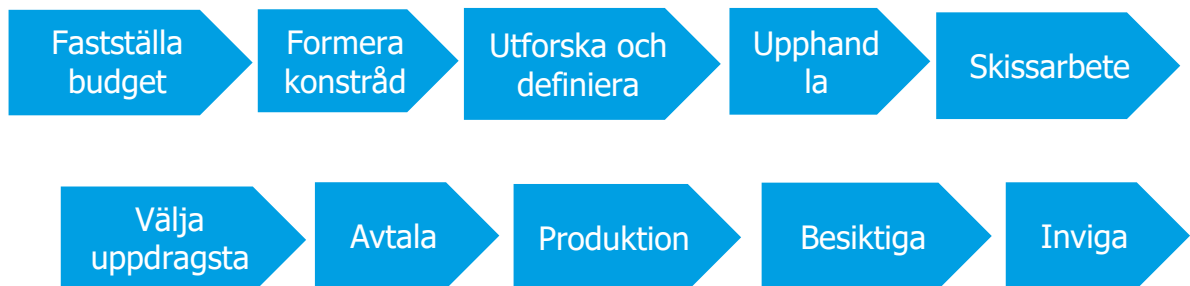 Fastställa
budget
Formera
konstråd
Utforska och
definiera
Upphand
la
Skissarbete
Välja
uppdragsta
Avtala
Produktion
Besiktiga
Inviga